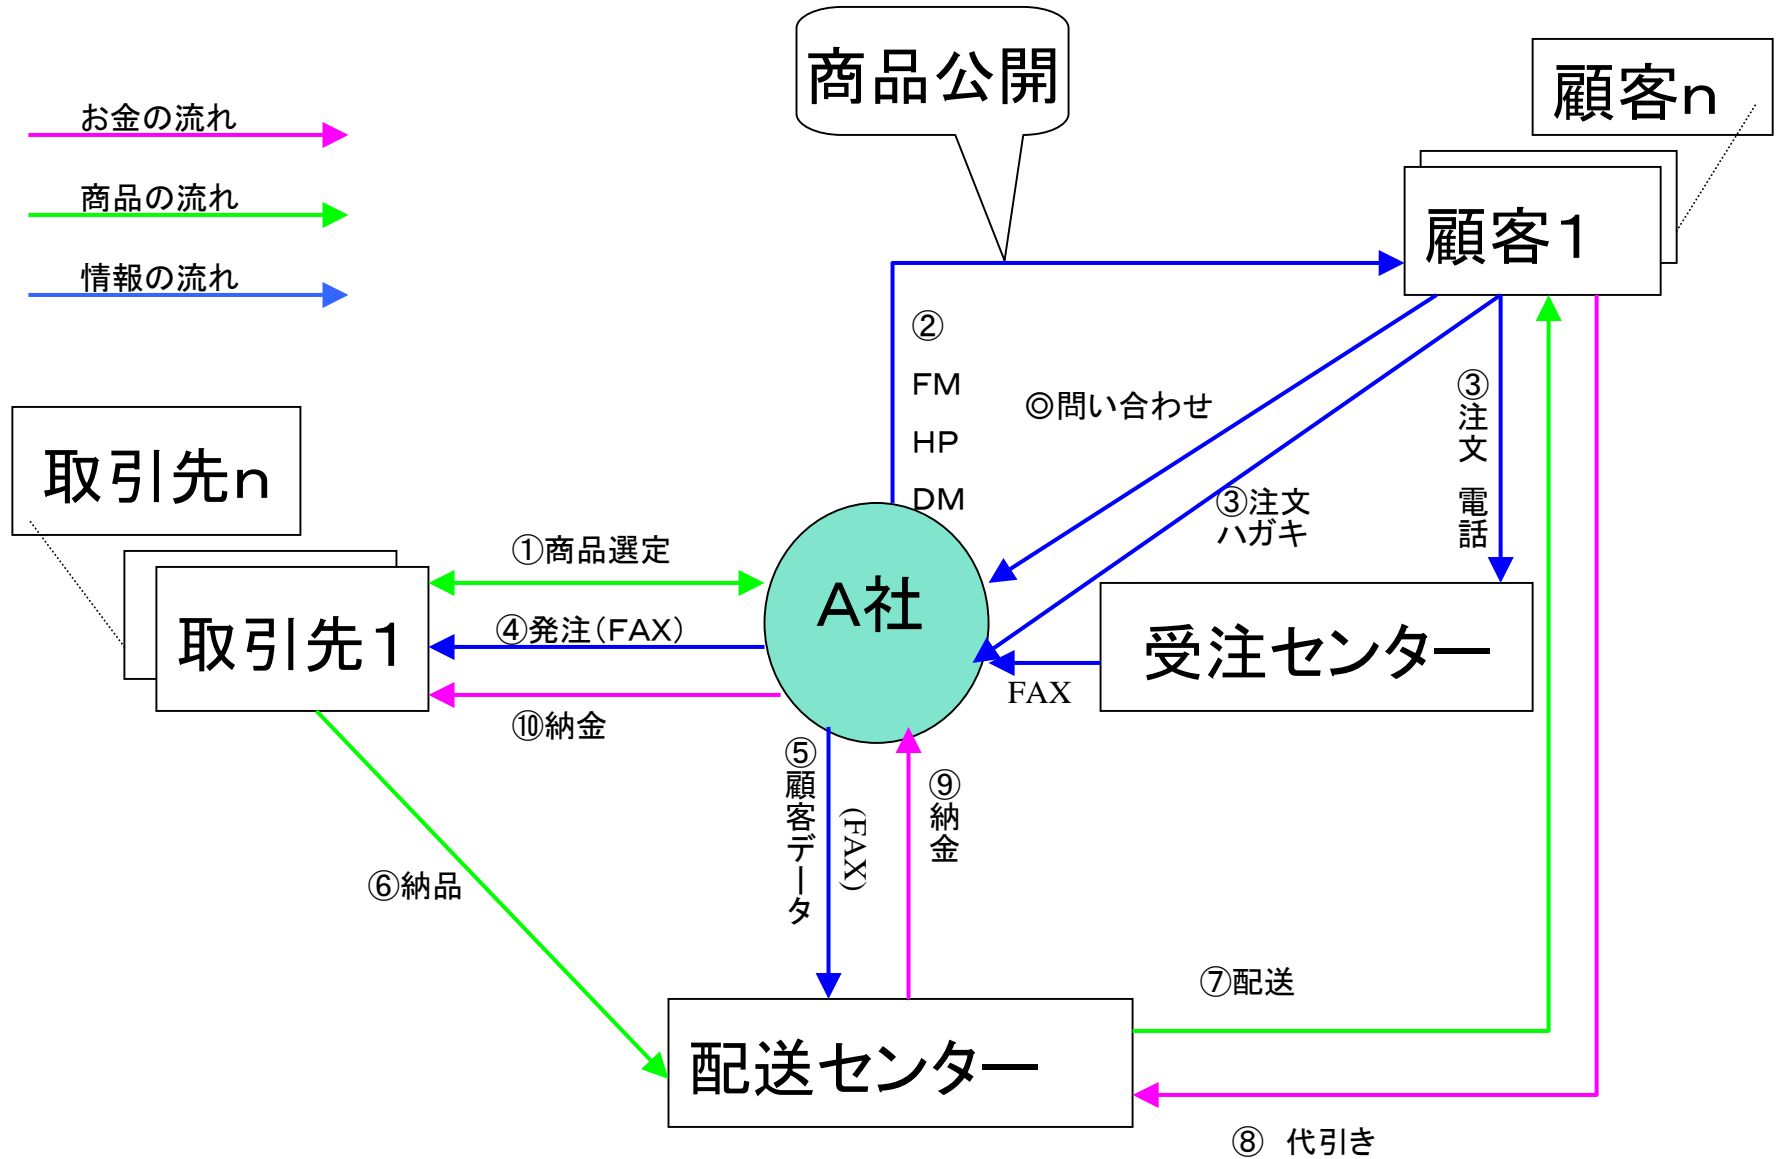 商品公開
顧客n
お金の流れ
商品の流れ
顧客1
情報の流れ
②
FM
HP
DM
◎問い合わせ
③注文 電話
取引先n
③注文
ハガキ
①商品選定
A社
取引先1
④発注(FAX)
受注センター
FAX
⑩納金
⑤顧客データ
(FAX)
⑨納金
⑥納品
⑦配送
配送センター
⑧ 代引き